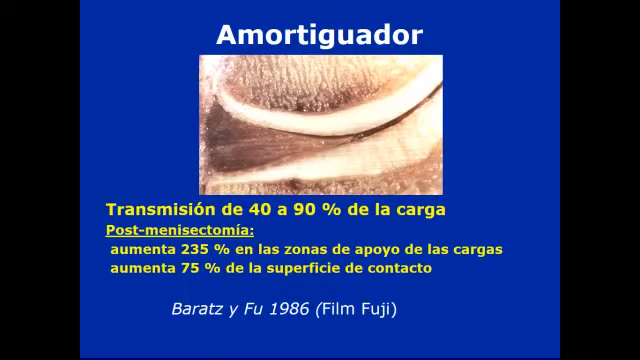 Amortiguador
Transmisión de 40 a 90 % de la carga
Post-menisectomía:
aumenta 235 % en las zonas de apoyo de las cargas
aumenta 75 % de la superficie de contacto
Baratz y Fu 1986 (Film Fuji)